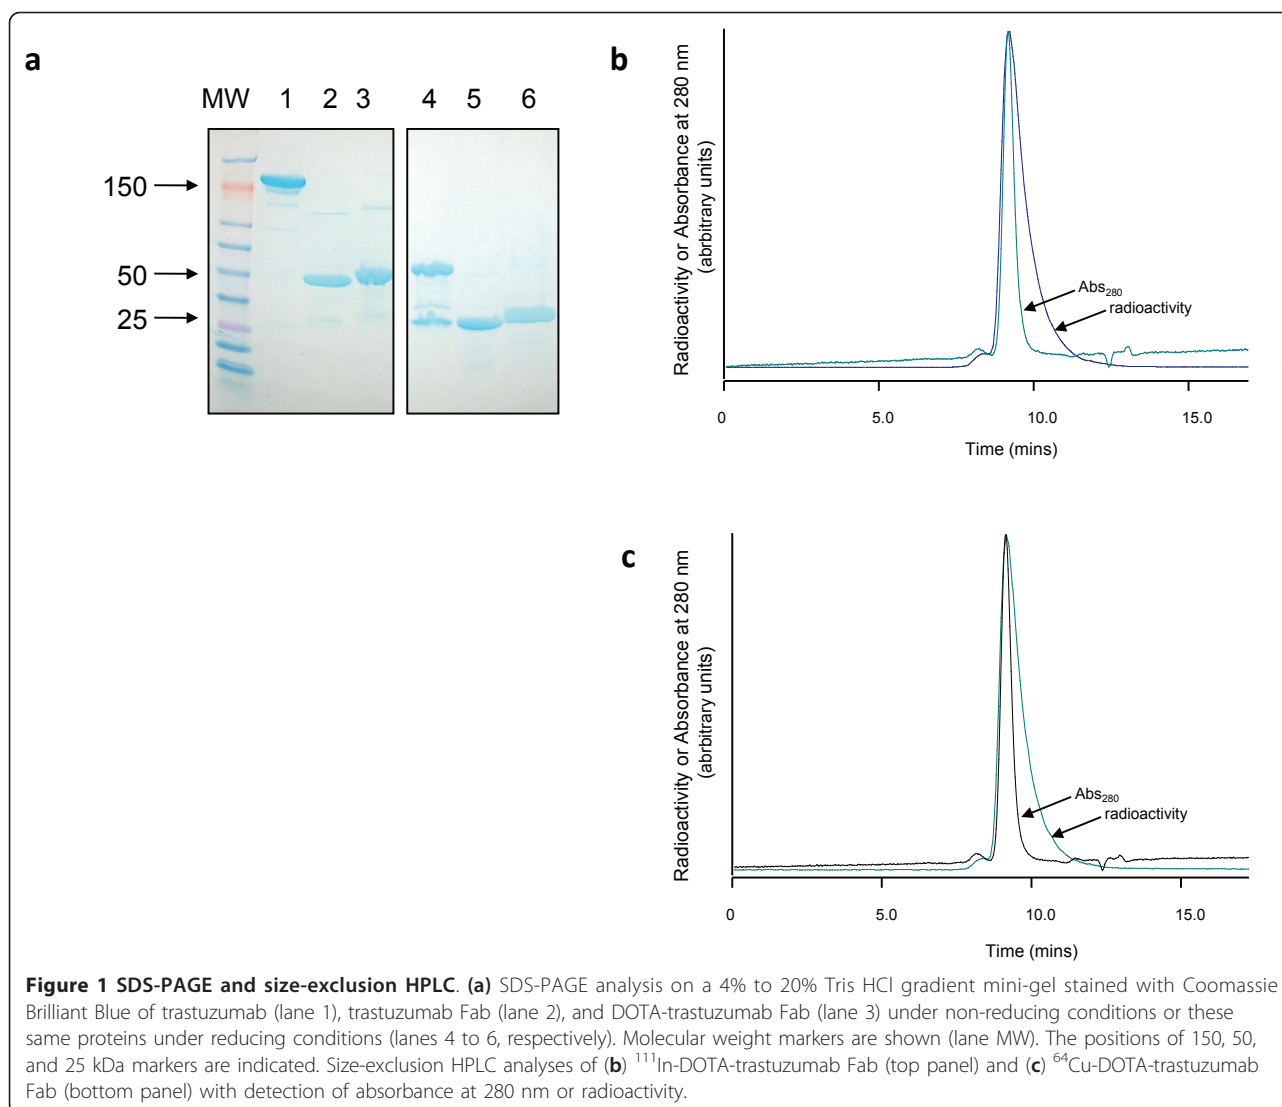 a
MW 1 2 3 4 5 6
150
50
25
b
Radioactivity or Absorbance at 280 nm
(abrbitrary units)
Abs280
radioactivity
0 5.0 10.0 15.0
Time (mins)
c
Radioactivity or Absorbance at 280 nm
(abrbitrary units)
Abs280
radioactivity
0 5.0 10.0 15.0
Time (mins)
Figure 1 SDS-PAGE and size-exclusion HPLC. (a) SDS-PAGE analysis on a 4% to 20% Tris HCl gradient mini-gel stained with Coomassie
Brilliant Blue of trastuzumab (lane 1), trastuzumab Fab (lane 2), and DOTA-trastuzumab Fab (lane 3) under non-reducing conditions or these
same proteins under reducing conditions (lanes 4 to 6, respectively). Molecular weight markers are shown (lane MW). The positions of 150, 50,
and 25 kDa markers are indicated. Size-exclusion HPLC analyses of (b) 111In-DOTA-trastuzumab Fab (top panel) and (c) 64Cu-DOTA-trastuzumab
Fab (bottom panel) with detection of absorbance at 280 nm or radioactivity.